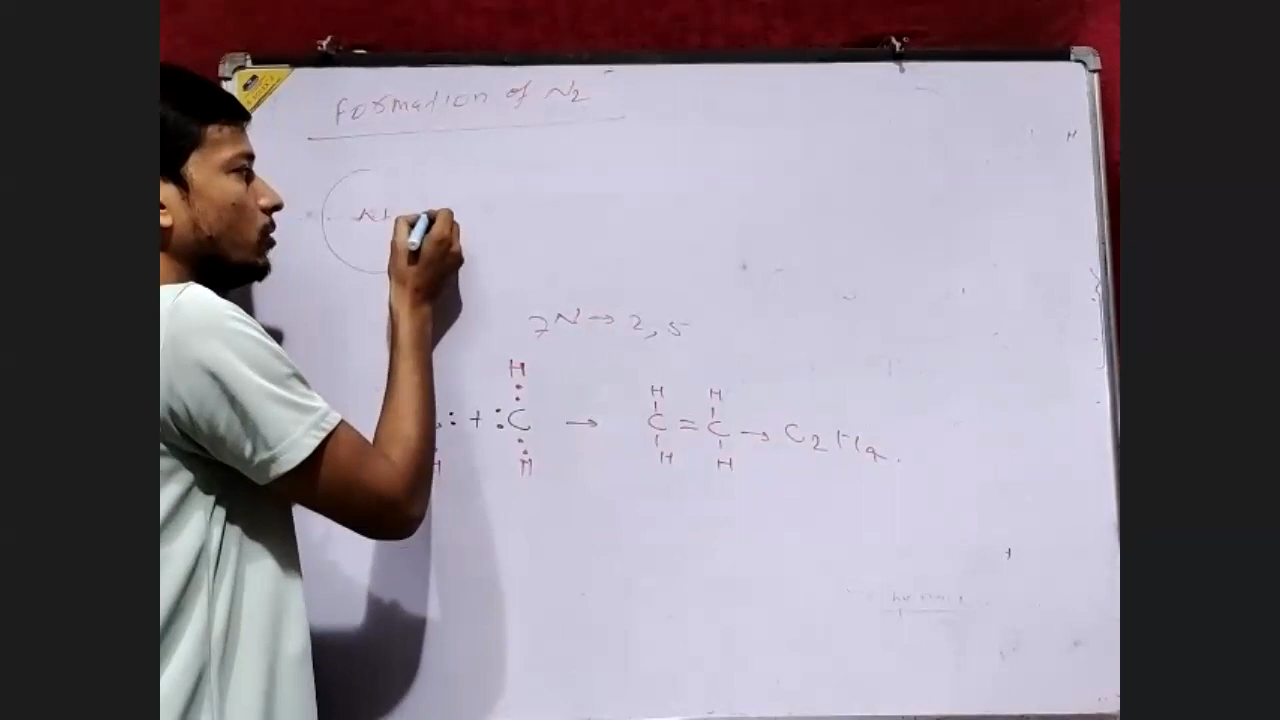 Formation of N2
N
7N → 2, 5
H
: + :C → C = C → C2H4.
H H
H H
H H